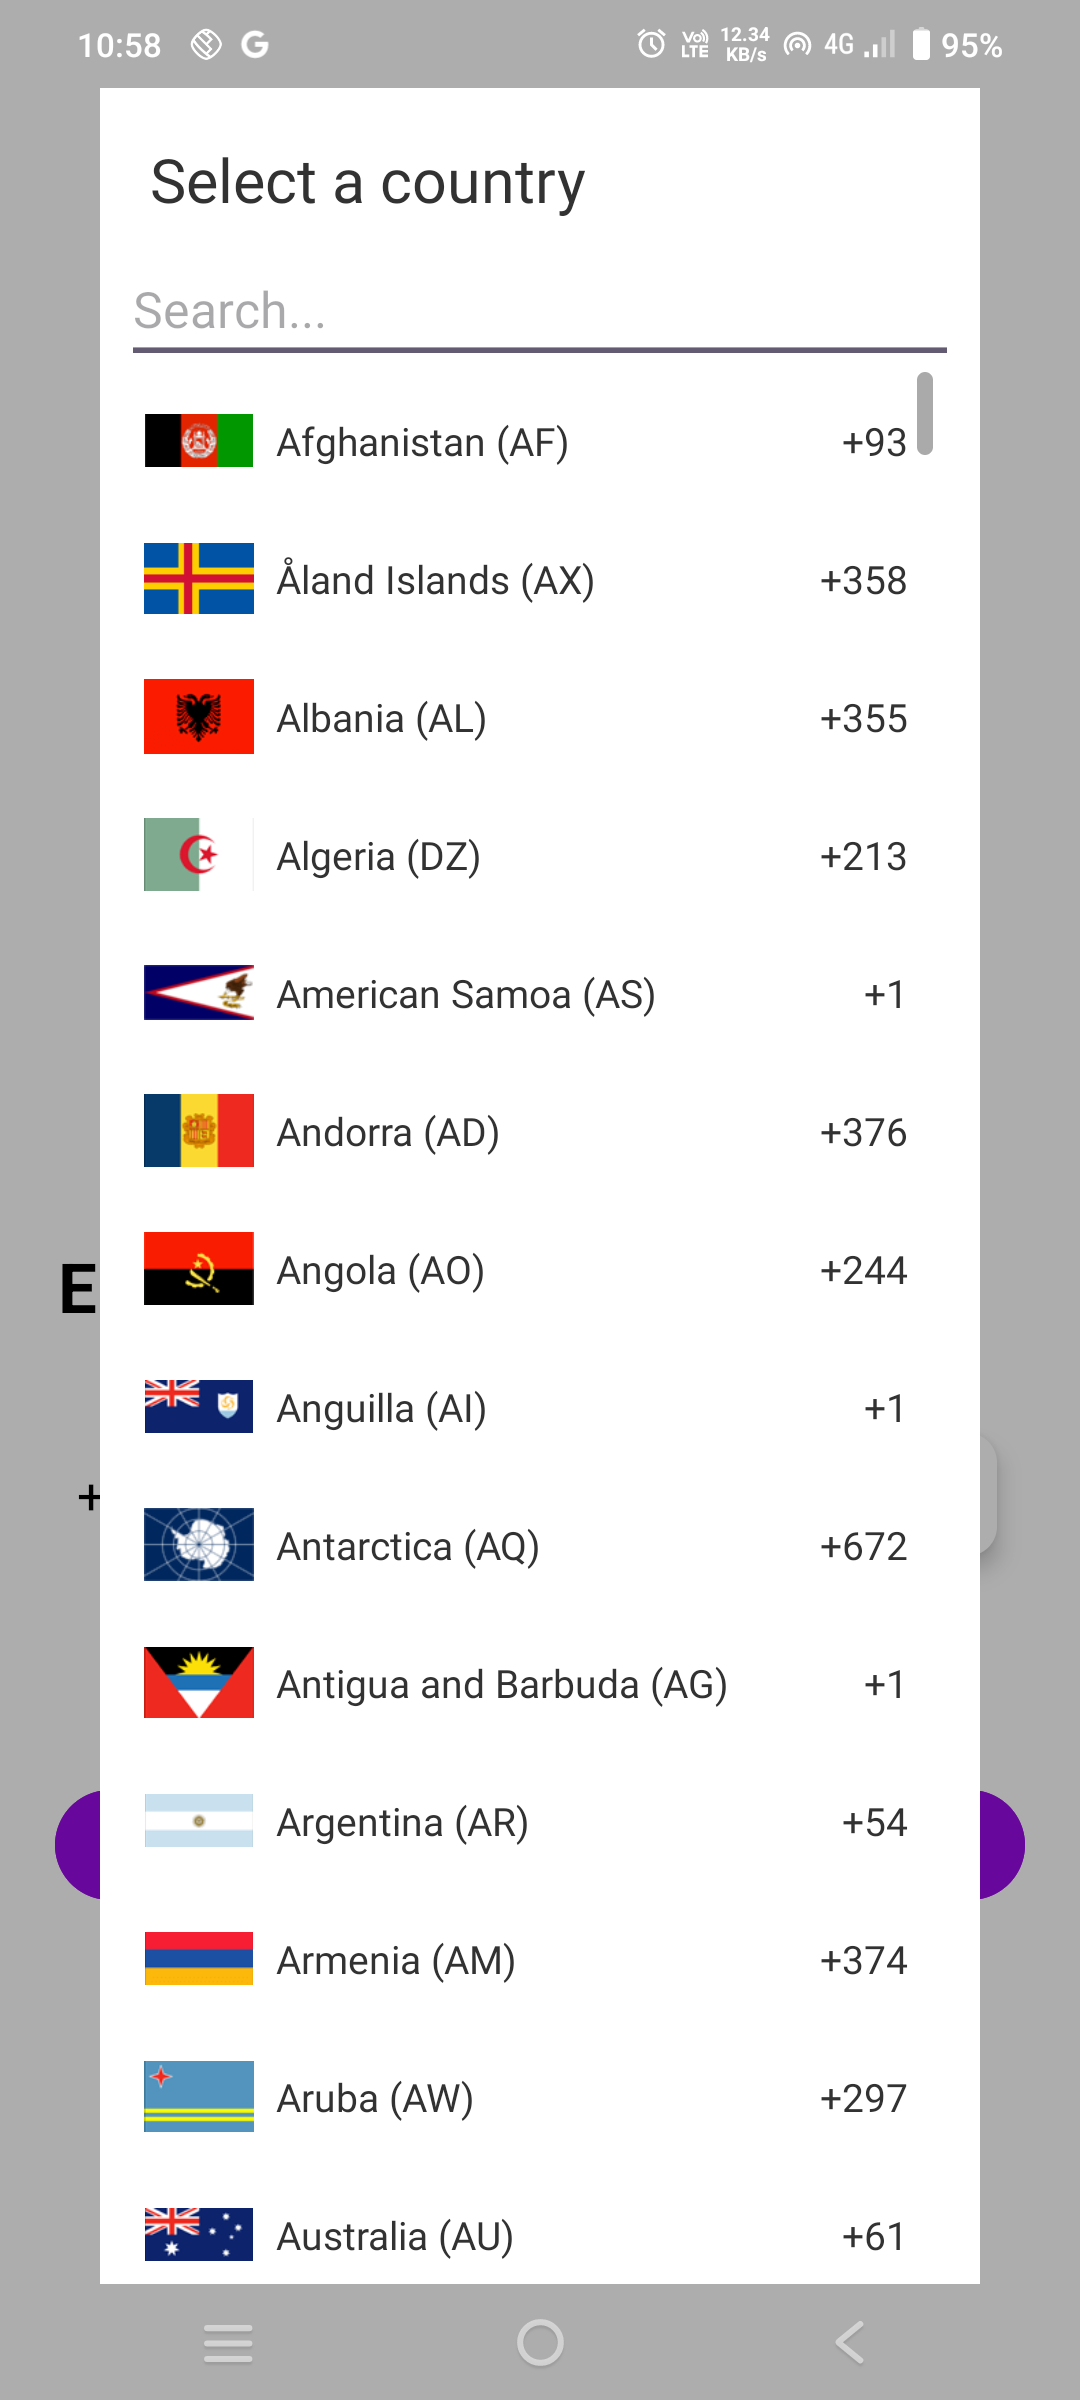 10:58 G VoLTE 12.34 KB/s 4G 95%
Select a country
Search...
Afghanistan (AF) +93
Åland Islands (AX) +358
Albania (AL) +355
Algeria (DZ) +213
American Samoa (AS) +1
Andorra (AD) +376
Angola (AO) +244
E
Anguilla (AI) +1
+
Antarctica (AQ) +672
Antigua and Barbuda (AG) +1
Argentina (AR) +54
Armenia (AM) +374
Aruba (AW) +297
Australia (AU) +61